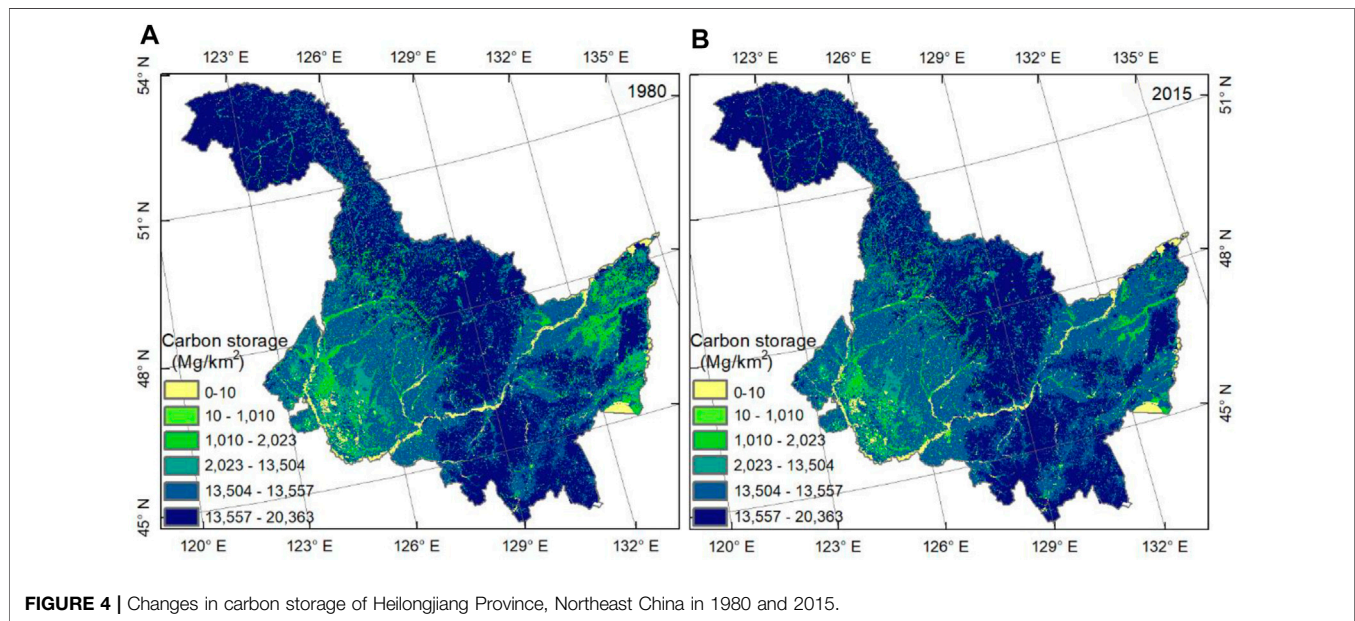 A
B
123° E 126° E 129° E 132° E 135° E
123° E 126° E 129° E 132° E 135° E
54° N
51° N
48° N
45° N
1980
2015
51° N
48° N
45° N
Carbon storage
(Mg/km²)
0-10
10 - 1,010
1,010 - 2,023
2,023 - 13,504
13,504 - 13,557
13,557 - 20,363
Carbon storage
(Mg/km²)
0-10
10 - 1,010
1,010 - 2,023
2,023 - 13,504
13,504 - 13,557
13,557 - 20,363
120° E 123° E 126° E 129° E 132° E
120° E 123° E 126° E 129° E 132° E
FIGURE 4 | Changes in carbon storage of Heilongjiang Province, Northeast China in 1980 and 2015.